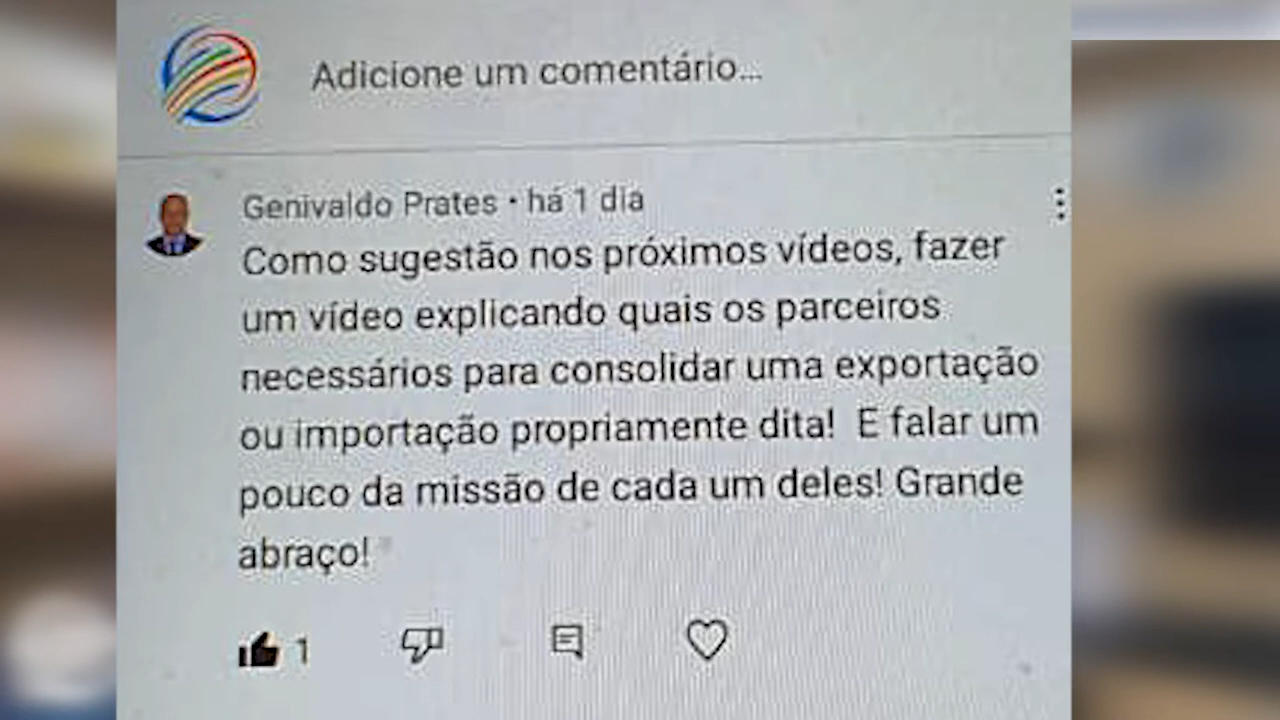 Adicione um comentário...
Genivaldo Prates • há 1 dia
Como sugestão nos próximos vídeos, fazer
um vídeo explicando quais os parceiros
necessários para consolidar uma exportação
ou importação propriamente dita! E falar um
pouco da missão de cada um deles! Grande
abraço!
1